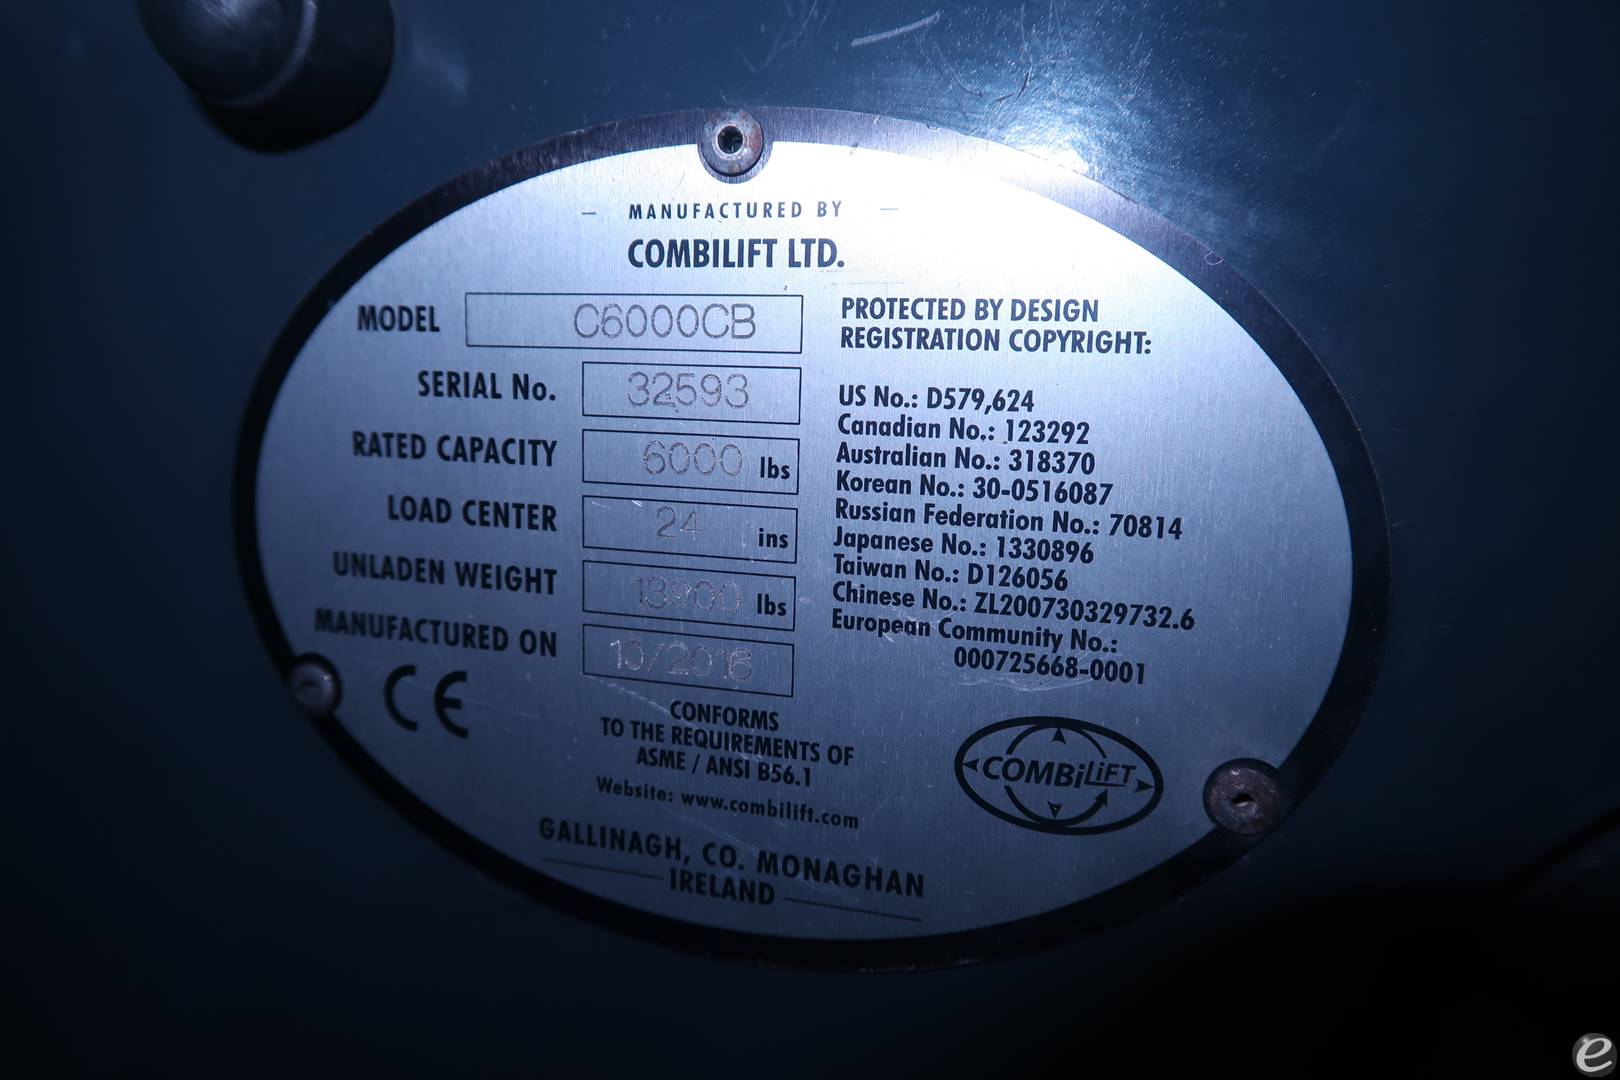 MANUFACTURED BY
COMBILIFT LTD.
MODEL C6000CB
SERIAL No. 32593
RATED CAPACITY 6000 lbs
LOAD CENTER 24 ins
UNLADEN WEIGHT 13900 lbs
MANUFACTURED ON 10/2016
CE
CONFORMS
TO THE REQUIREMENTS OF
ASME / ANSI B56.1
Website: www.combilift.com
GALLINAGH, CO. MONAGHAN
IRELAND
PROTECTED BY DESIGN
REGISTRATION COPYRIGHT:
US No.: D579,624
Canadian No.: 123292
Australian No.: 318370
Korean No.: 30-0516087
Russian Federation No.: 70814
Japanese No.: 1330896
Taiwan No.: D126056
Chinese No.: ZL200730329732.6
European Community No.:
000725668-0001
COMBiLiFT
e